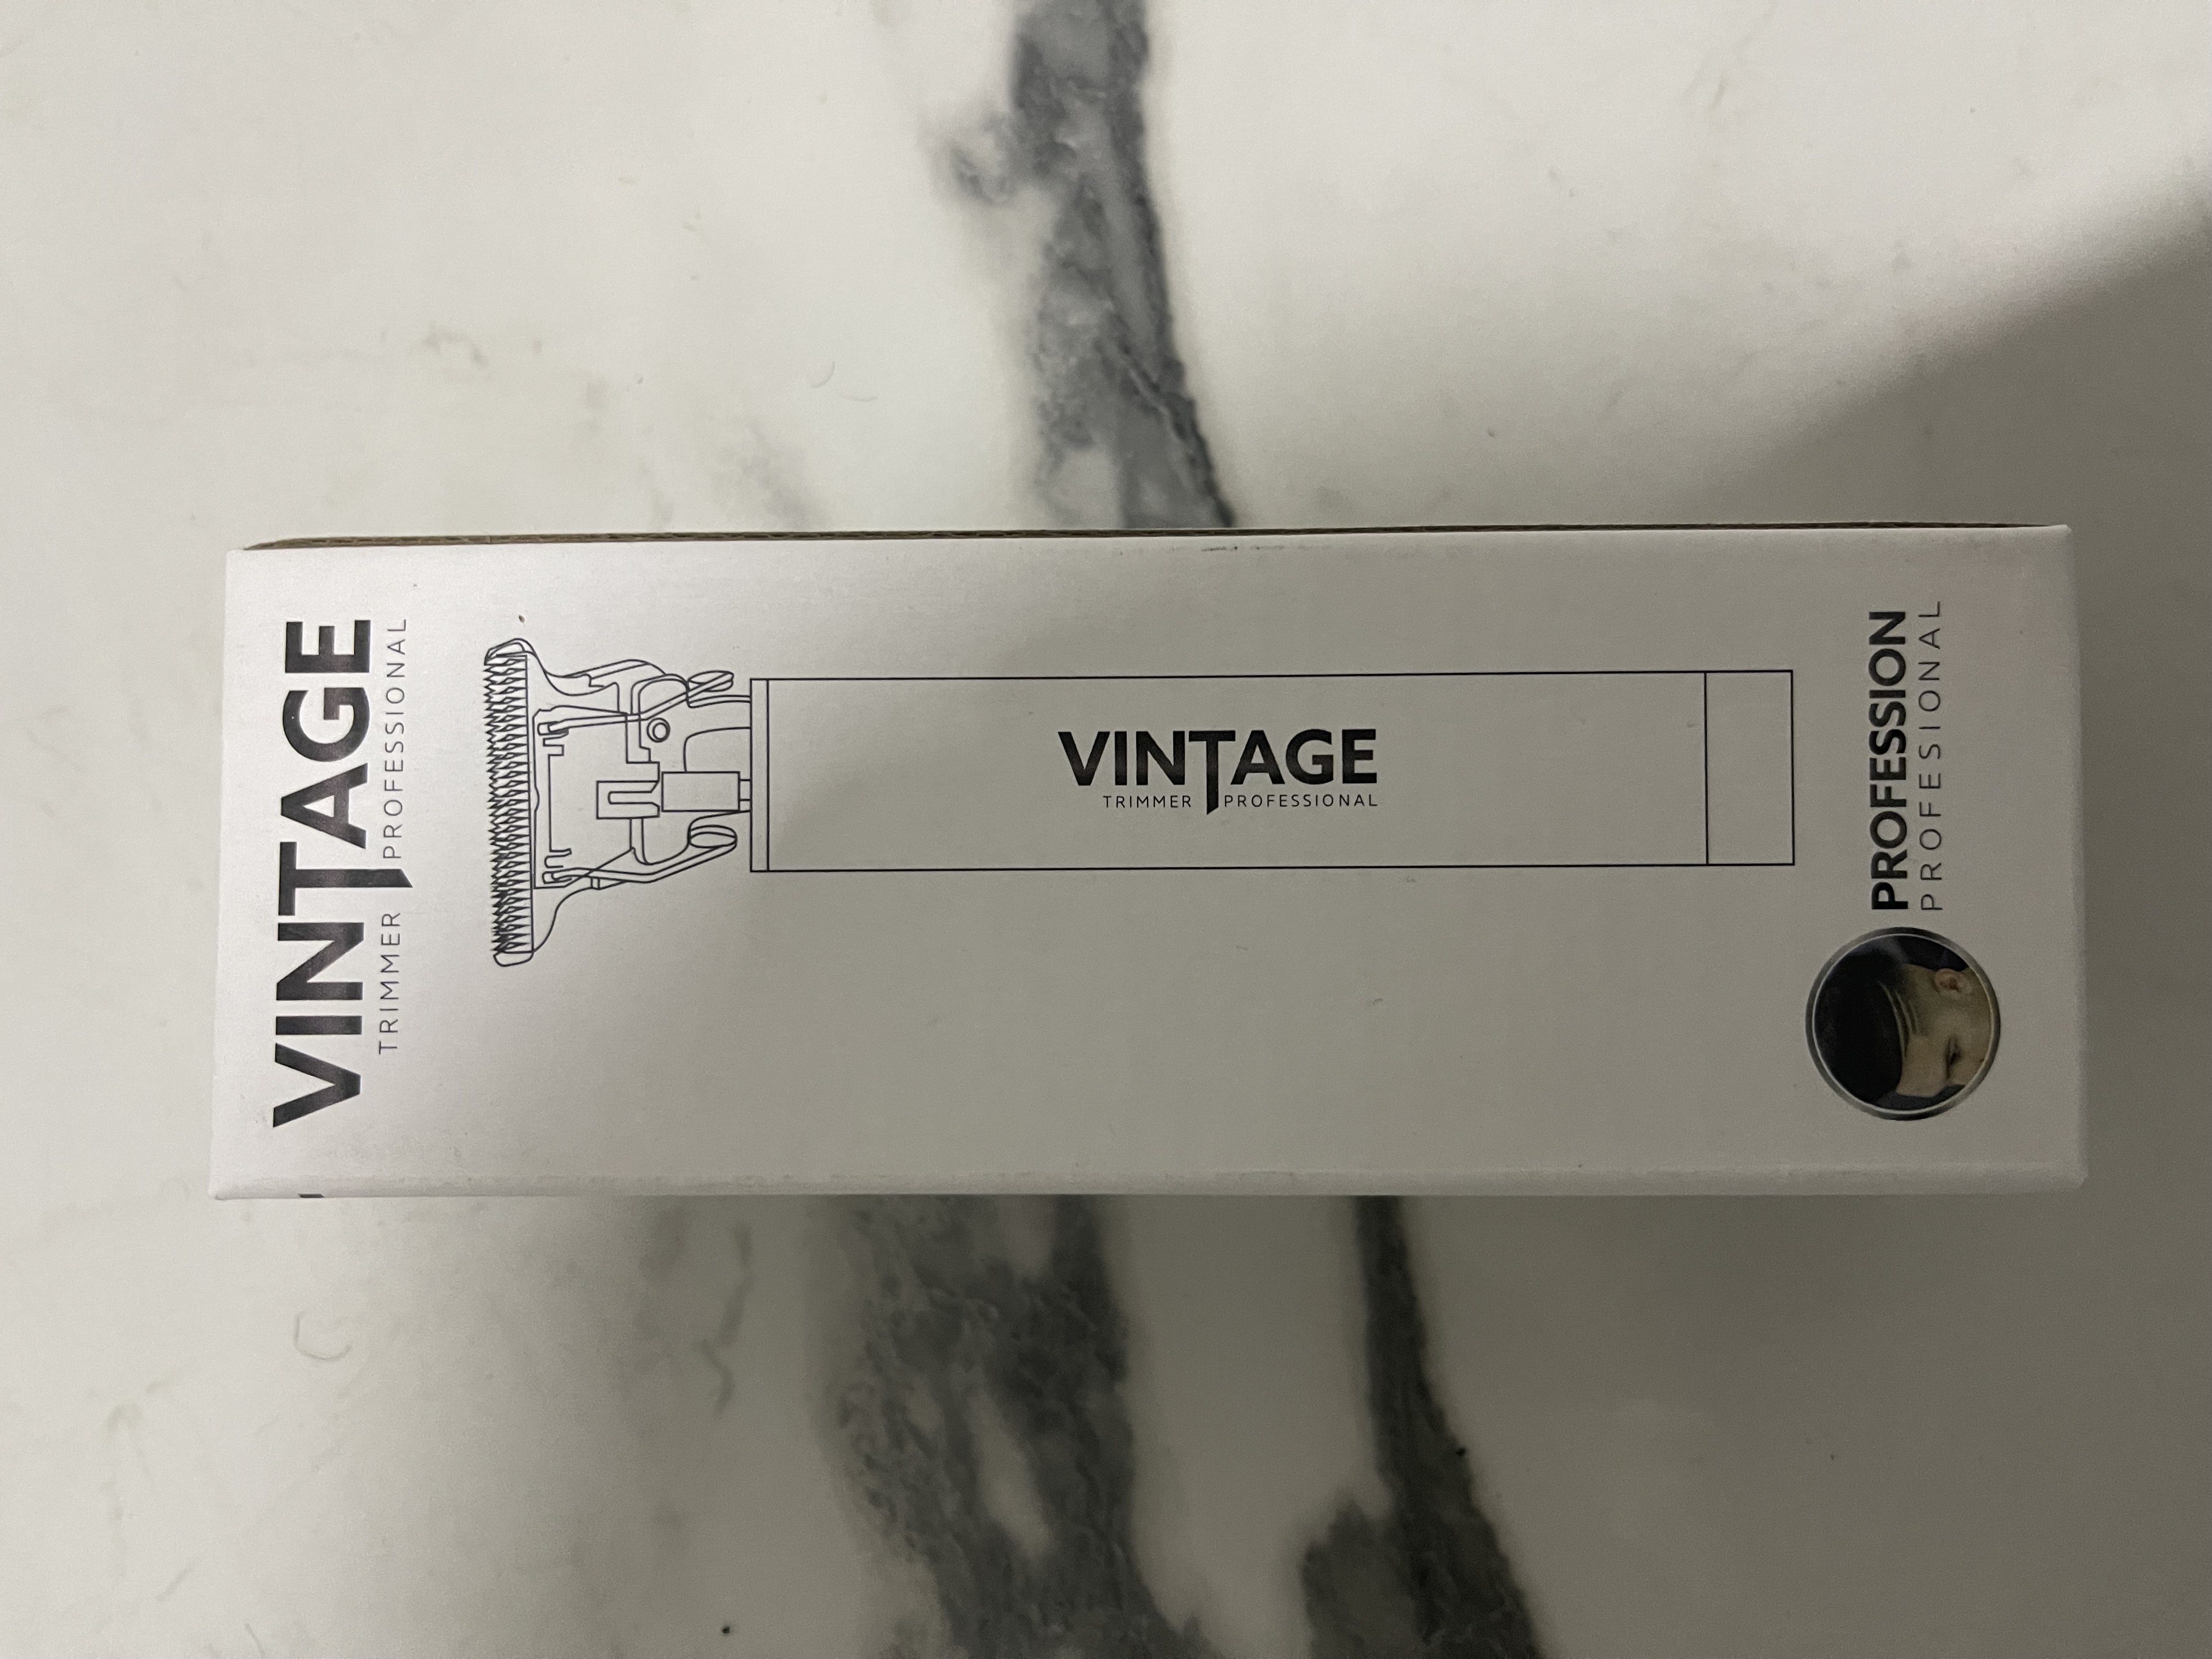 VINTAGE
TRIMMER PROFESSIONAL
VINTAGE
TRIMMER PROFESSIONAL
PROFESSION
PROFESIONAL